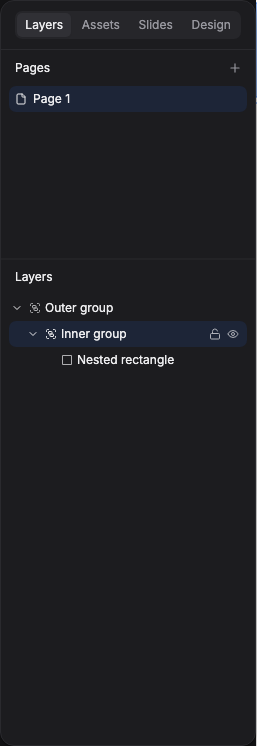 Layers Assets Slides Design
Pages
Page 1
Layers
Outer group
Inner group
Nested rectangle